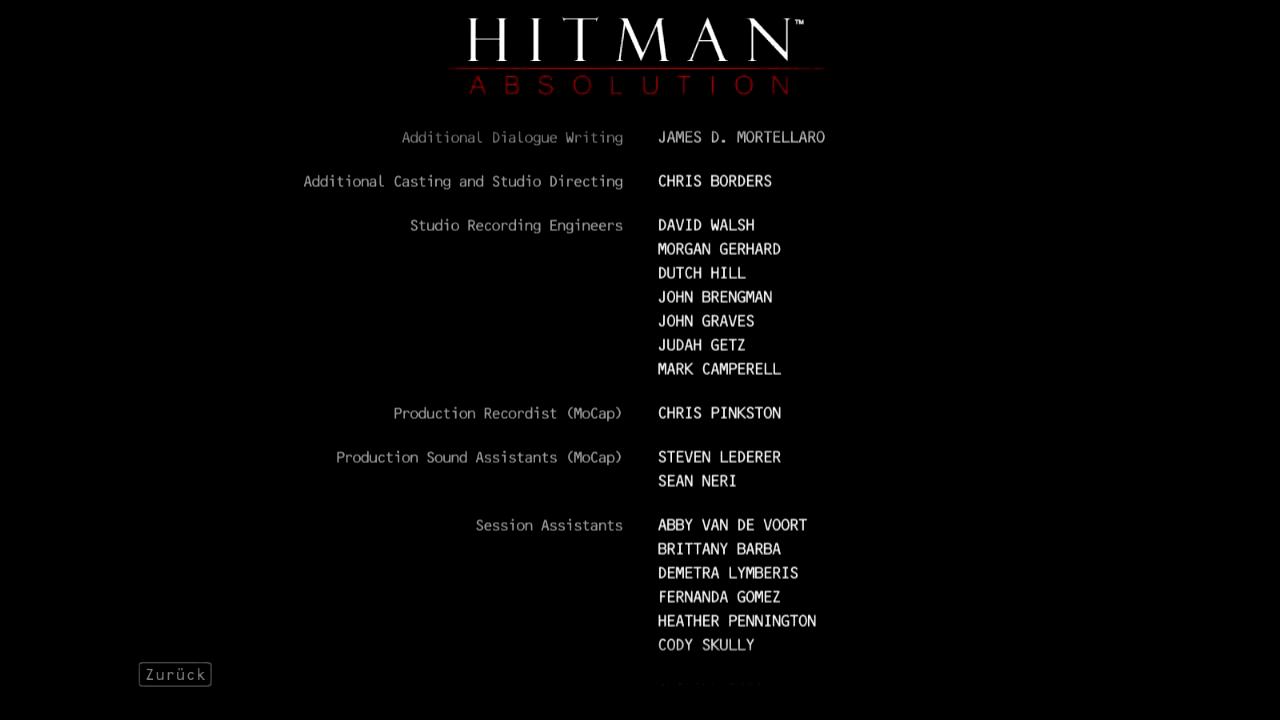 HITMAN™
ABSOLUTION
Additional Dialogue Writing JAMES D. MORTELLARO
Additional Casting and Studio Directing CHRIS BORDERS
Studio Recording Engineers DAVID WALSH
MORGAN GERHARD
DUTCH HILL
JOHN BRENGMAN
JOHN GRAVES
JUDAH GETZ
MARK CAMPERELL
Production Recordist (MoCap) CHRIS PINKSTON
Production Sound Assistants (MoCap) STEVEN LEDERER
SEAN NERI
Session Assistants ABBY VAN DE VOORT
BRITTANY BARBA
DEMETRA LYMBERIS
FERNANDA GOMEZ
HEATHER PENNINGTON
CODY SKULLY
Zurück